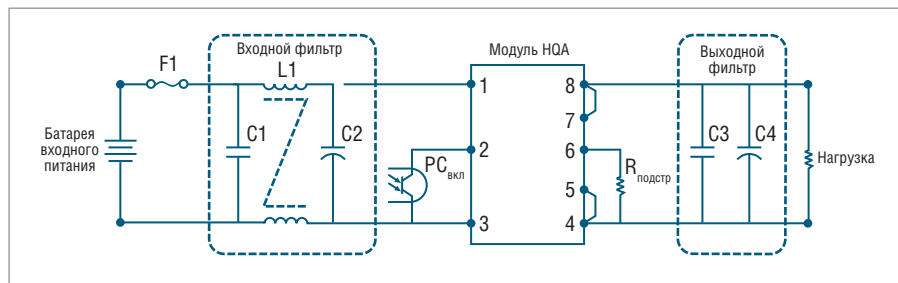 F1
Входной фильтр
L1
C1
C2
Батарея
входного
питания
PCвкл
Модуль HQA
1
2
3
8
7
6
5
4
Rподстр
Выходной
фильтр
C3
C4
Нагрузка